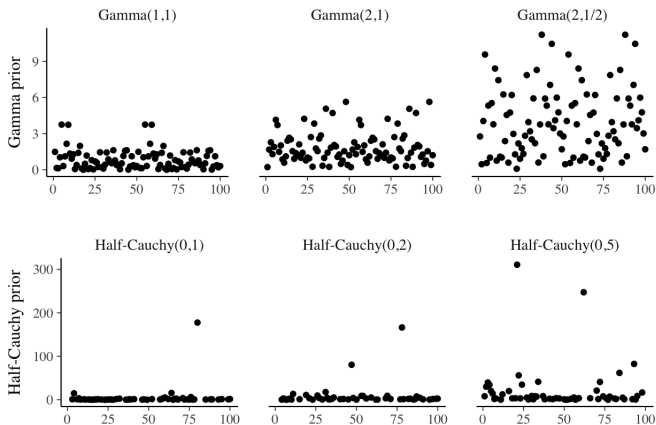 Gamma(1,1) Gamma(2,1) Gamma(2,1/2)
Gamma prior
9
6
3
0
0 25 50 75 100 0 25 50 75 100 0 25 50 75 100
Half-Cauchy(0,1) Half-Cauchy(0,2) Half-Cauchy(0,5)
Half-Cauchy prior
300
200
100
0
0 25 50 75 100 0 25 50 75 100 0 25 50 75 100